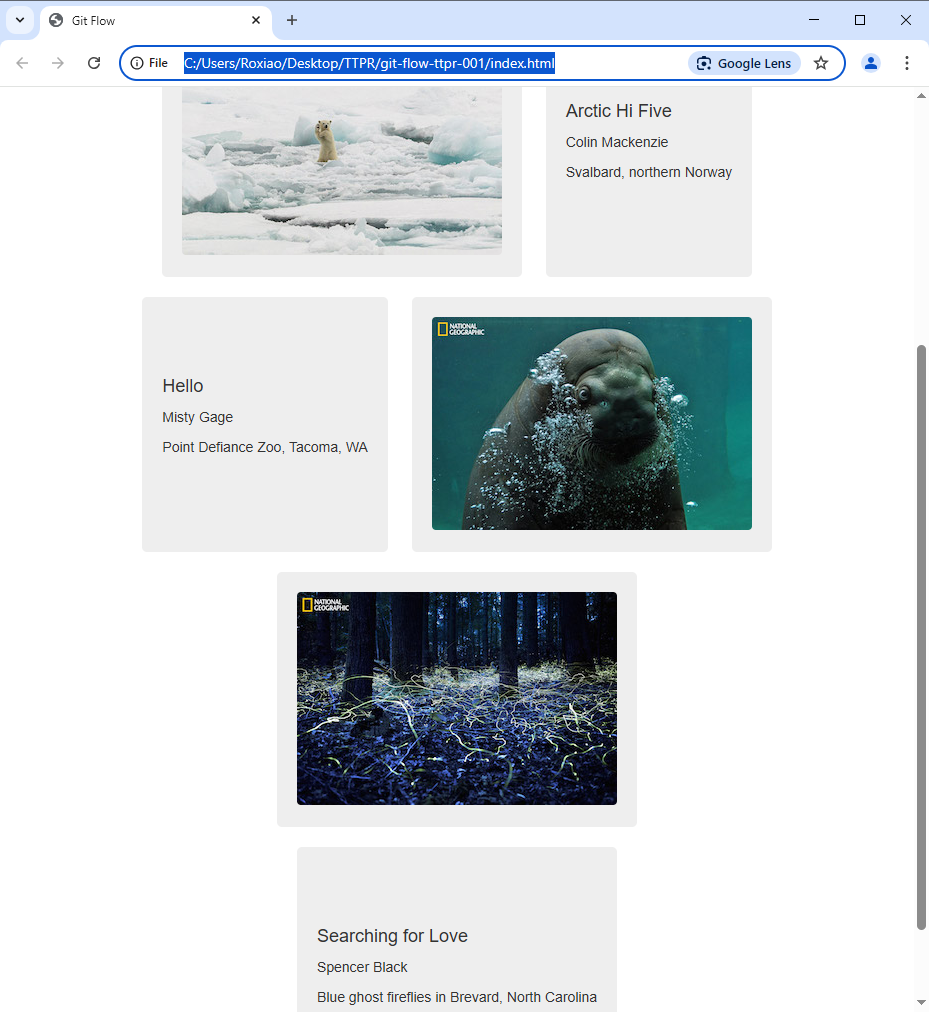 Git Flow
File
C:/Users/Roxiao/Desktop/TTPR/git-flow-ttpr-001/index.html
Google Lens
Arctic Hi Five
Colin Mackenzie
Svalbard, northern Norway
Hello
Misty Gage
Point Defiance Zoo, Tacoma, WA
NATIONAL
GEOGRAPHIC
NATIONAL
GEOGRAPHIC
Searching for Love
Spencer Black
Blue ghost fireflies in Brevard, North Carolina